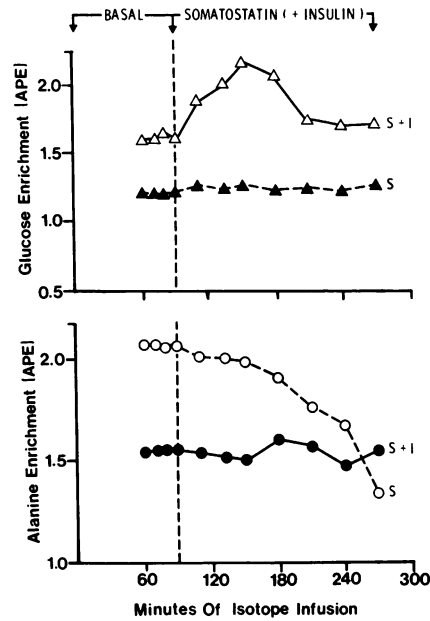 BASAL SOMATOSTATIN ( + INSULIN )
Glucose Enrichment [APE]
2.0
1.5
1.0
0.5
S + I
S
Alanine Enrichment [APE]
2.0
1.5
1.0
S + I
S
60 120 180 240 300
Minutes Of Isotope Infusion